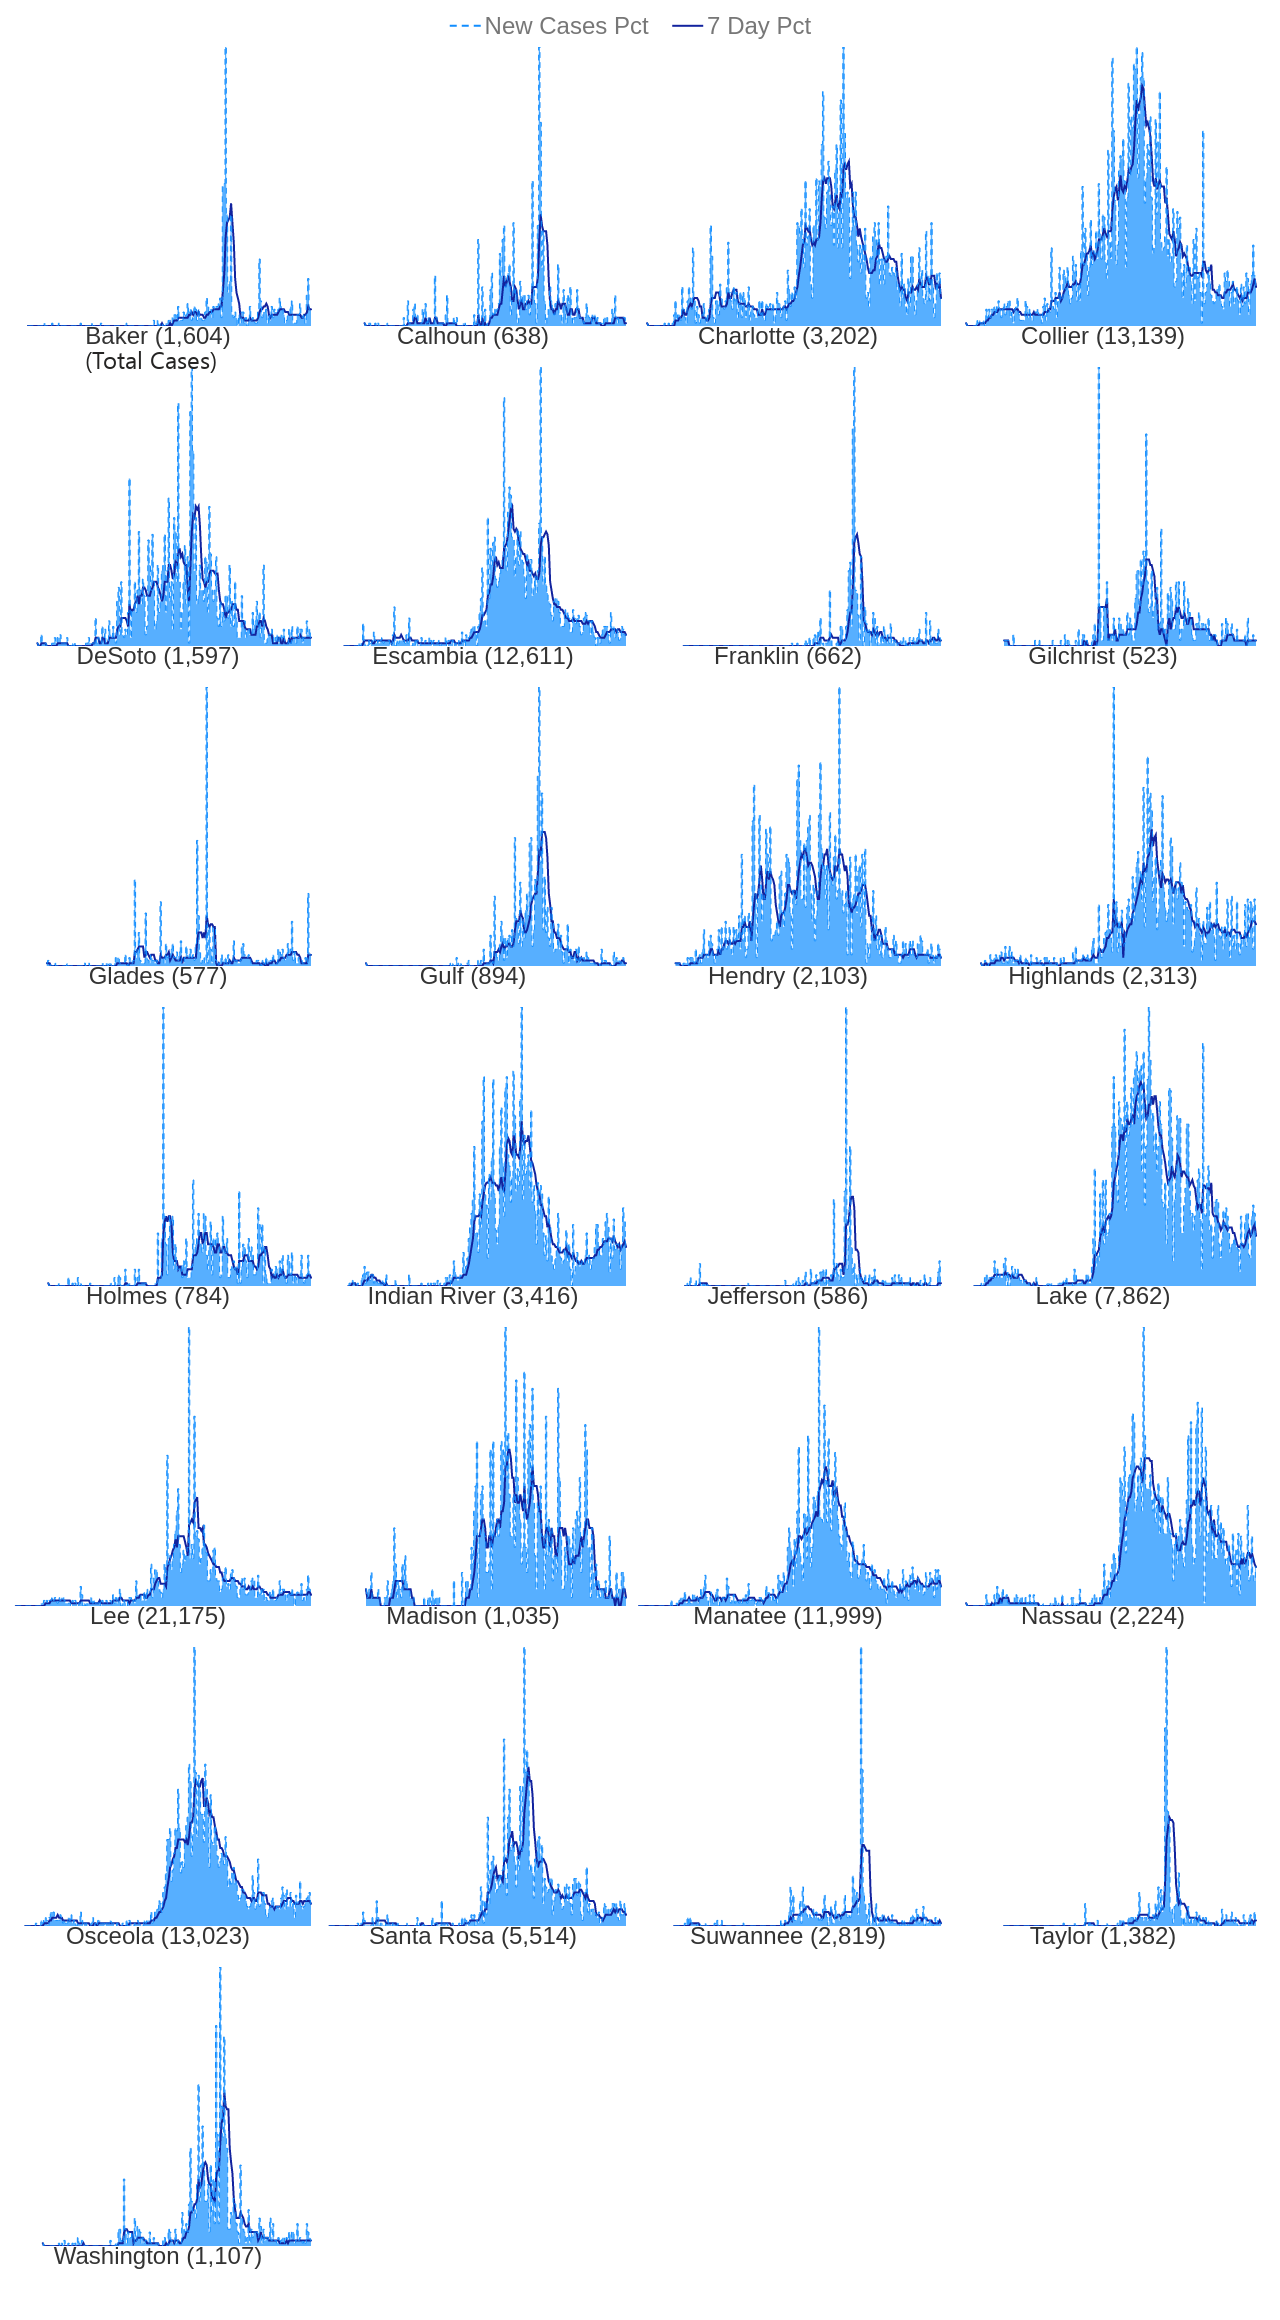 New Cases Pct 7 Day Pct
Baker (1,604)
(Total Cases)
Calhoun (638)
Charlotte (3,202)
Collier (13,139)
DeSoto (1,597)
Escambia (12,611)
Franklin (662)
Gilchrist (523)
Glades (577)
Gulf (894)
Hendry (2,103)
Highlands (2,313)
Holmes (784)
Indian River (3,416)
Jefferson (586)
Lake (7,862)
Lee (21,175)
Madison (1,035)
Manatee (11,999)
Nassau (2,224)
Osceola (13,023)
Santa Rosa (5,514)
Suwannee (2,819)
Taylor (1,382)
Washington (1,107)